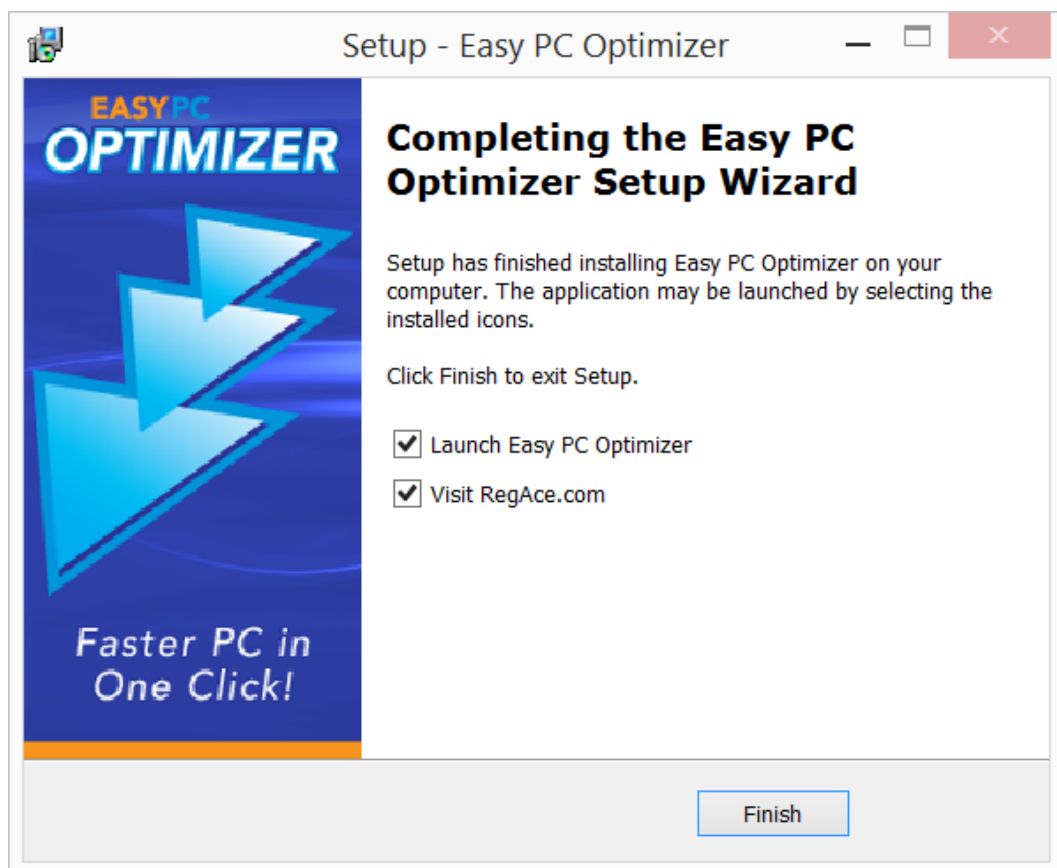 Setup - Easy PC Optimizer
EASYPC
OPTIMIZER
Faster PC in
One Click!
Completing the Easy PC
Optimizer Setup Wizard
Setup has finished installing Easy PC Optimizer on your
computer. The application may be launched by selecting the
installed icons.
Click Finish to exit Setup.
Launch Easy PC Optimizer
Visit RegAce.com
Finish